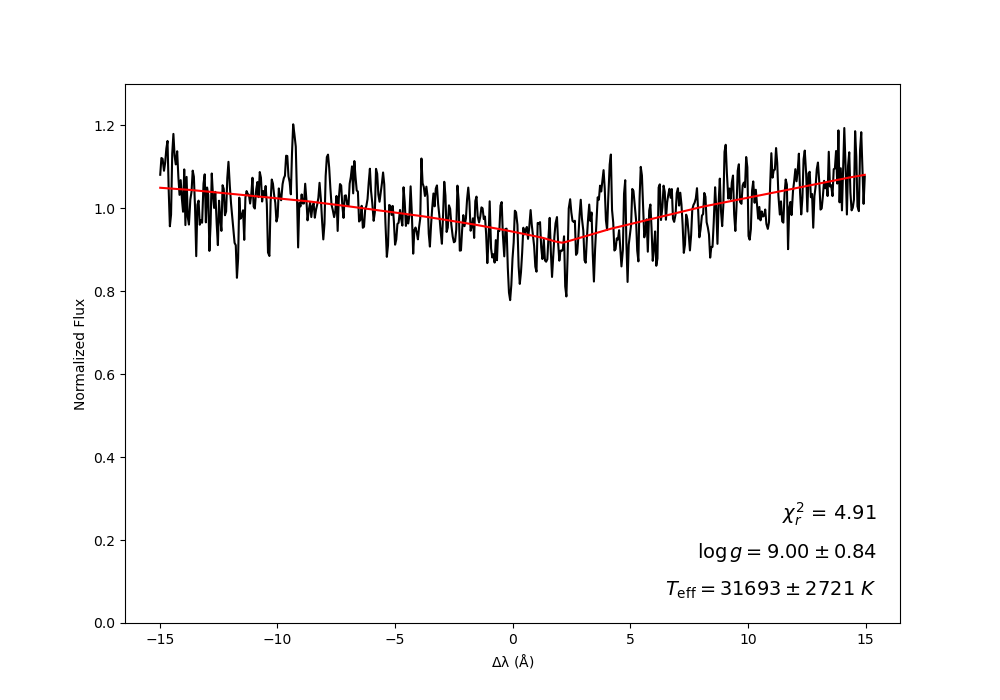 1.2
1.0
0.8
0.6
0.4
0.2
0.0
Normalized Flux
χ²ᵣ = 4.91
log g = 9.00 ± 0.84
T_eff = 31693 ± 2721 K
−15 −10 −5 0 5 10 15
Δλ (Å)